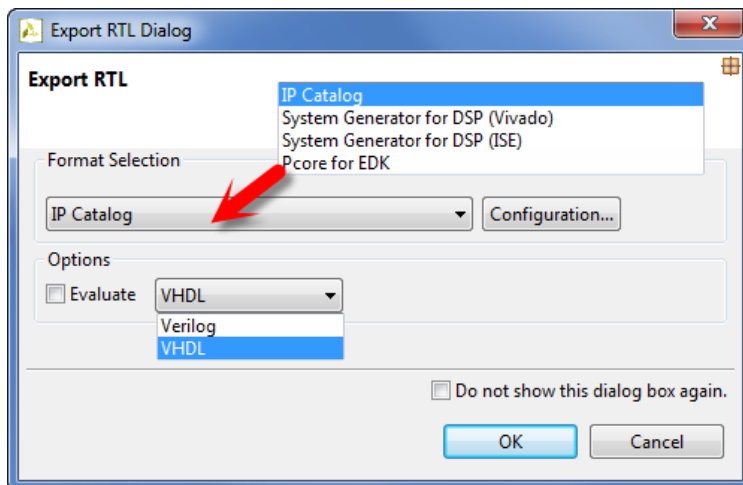 Export RTL Dialog
Export RTL
IP Catalog
System Generator for DSP (Vivado)
System Generator for DSP (ISE)
Pcore for EDK
Format Selection
IP Catalog
Configuration...
Options
Evaluate
VHDL
Verilog
VHDL
Do not show this dialog box again.
OK
Cancel